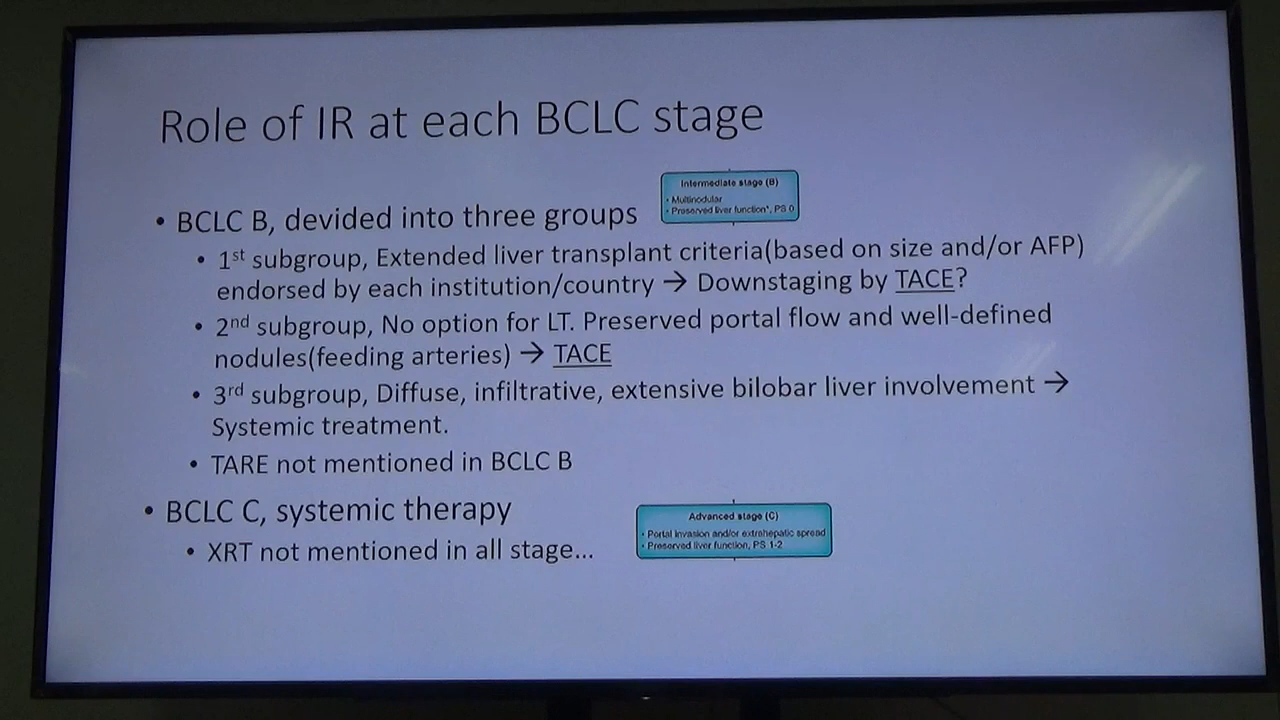 Role of IR at each BCLC stage
• BCLC B, devided into three groups
Intermediate stage (B)
• Multinodular
• Preserved liver function*, PS 0
• 1st subgroup, Extended liver transplant criteria(based on size and/or AFP)
endorsed by each institution/country → Downstaging by TACE?
• 2nd subgroup, No option for LT. Preserved portal flow and well-defined
nodules(feeding arteries) → TACE
• 3rd subgroup, Diffuse, infiltrative, extensive bilobar liver involvement →
Systemic treatment.
• TARE not mentioned in BCLC B
• BCLC C, systemic therapy
Advanced stage (C)
• Portal invasion and/or extrahepatic spread
• Preserved liver function, PS 1-2
• XRT not mentioned in all stage...